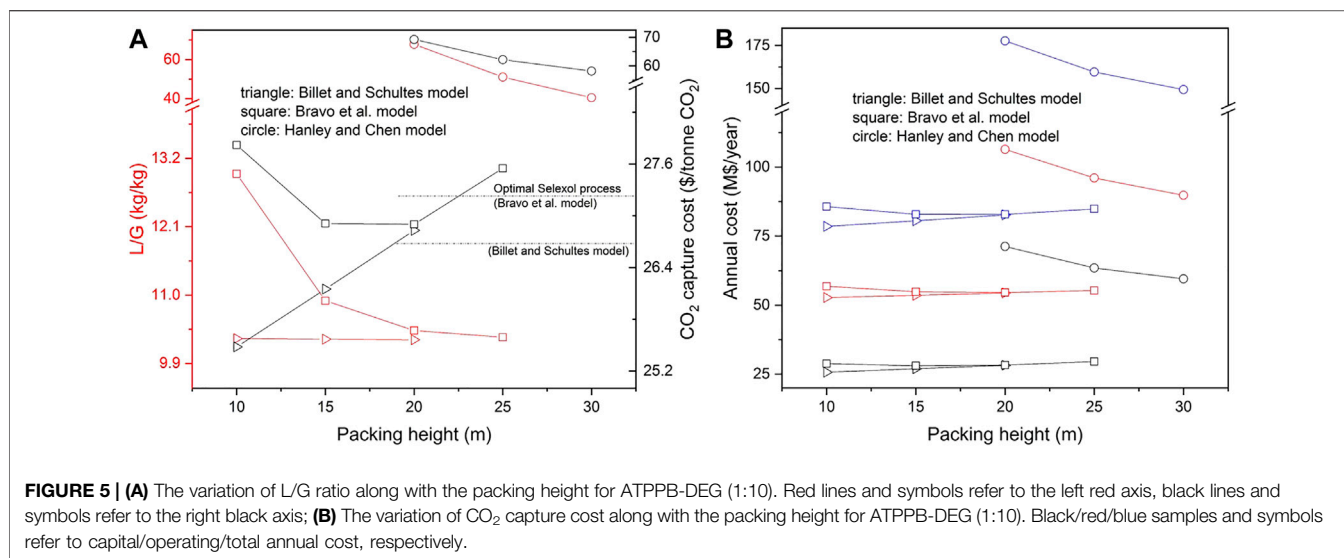 A
60
40
13.2
12.1
11.0
9.9
L/G (kg/kg)
triangle: Billet and Schultes model
square: Bravo et al. model
circle: Hanley and Chen model
Optimal Selexol process
(Bravo et al. model)
(Billet and Schultes model)
70
60
27.6
26.4
25.2
CO₂ capture cost ($/tonne CO₂)
10 15 20 25 30
Packing height (m)
B
175
150
100
75
50
25
Annual cost (M$/year)
triangle: Billet and Schultes model
square: Bravo et al. model
circle: Hanley and Chen model
10 15 20 25 30
Packing height (m)
FIGURE 5 | (A) The variation of L/G ratio along with the packing height for ATPPB-DEG (1:10). Red lines and symbols refer to the left red axis, black lines and
symbols refer to the right black axis; (B) The variation of CO₂ capture cost along with the packing height for ATPPB-DEG (1:10). Black/red/blue samples and symbols
refer to capital/operating/total annual cost, respectively.